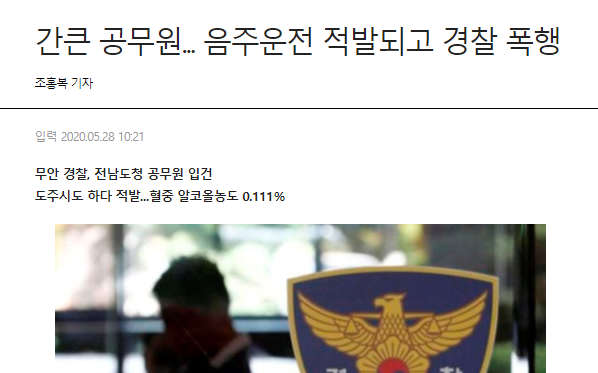 간큰 공무원... 음주운전 적발되고 경찰 폭행
조홍복 기자
입력 2020.05.28 10:21
무안 경찰, 전남도청 공무원 입건
도주시도 하다 적발...혈중 알코올농도 0.111%
경 찰